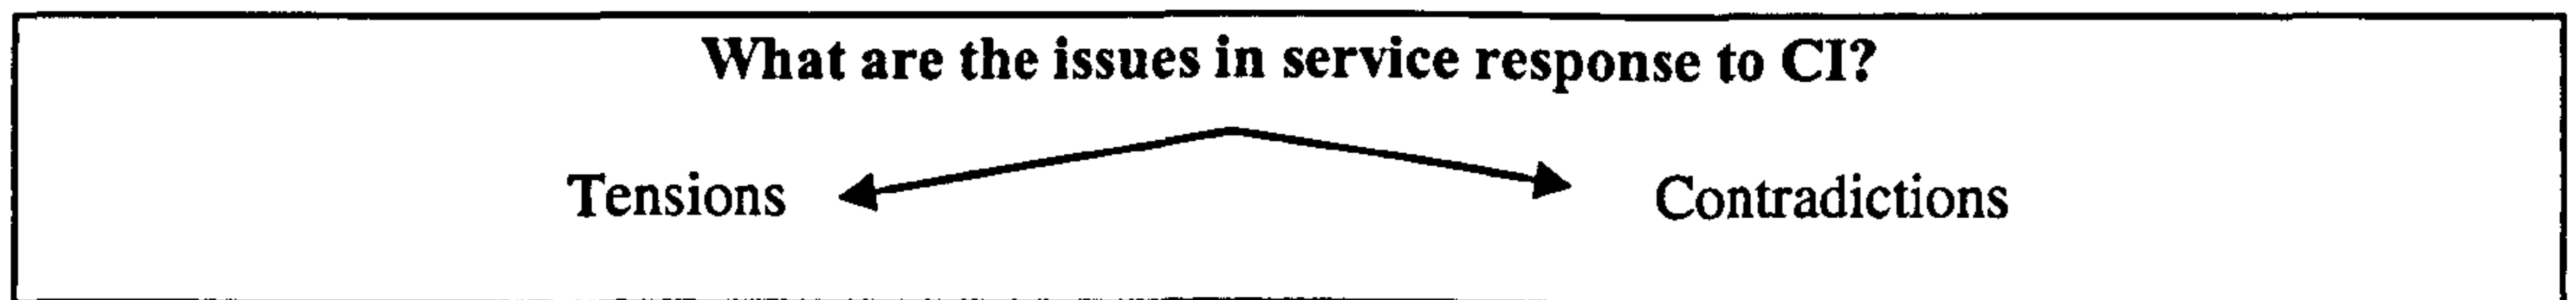 What are the issues in service response to CI?
Tensions
Contradictions